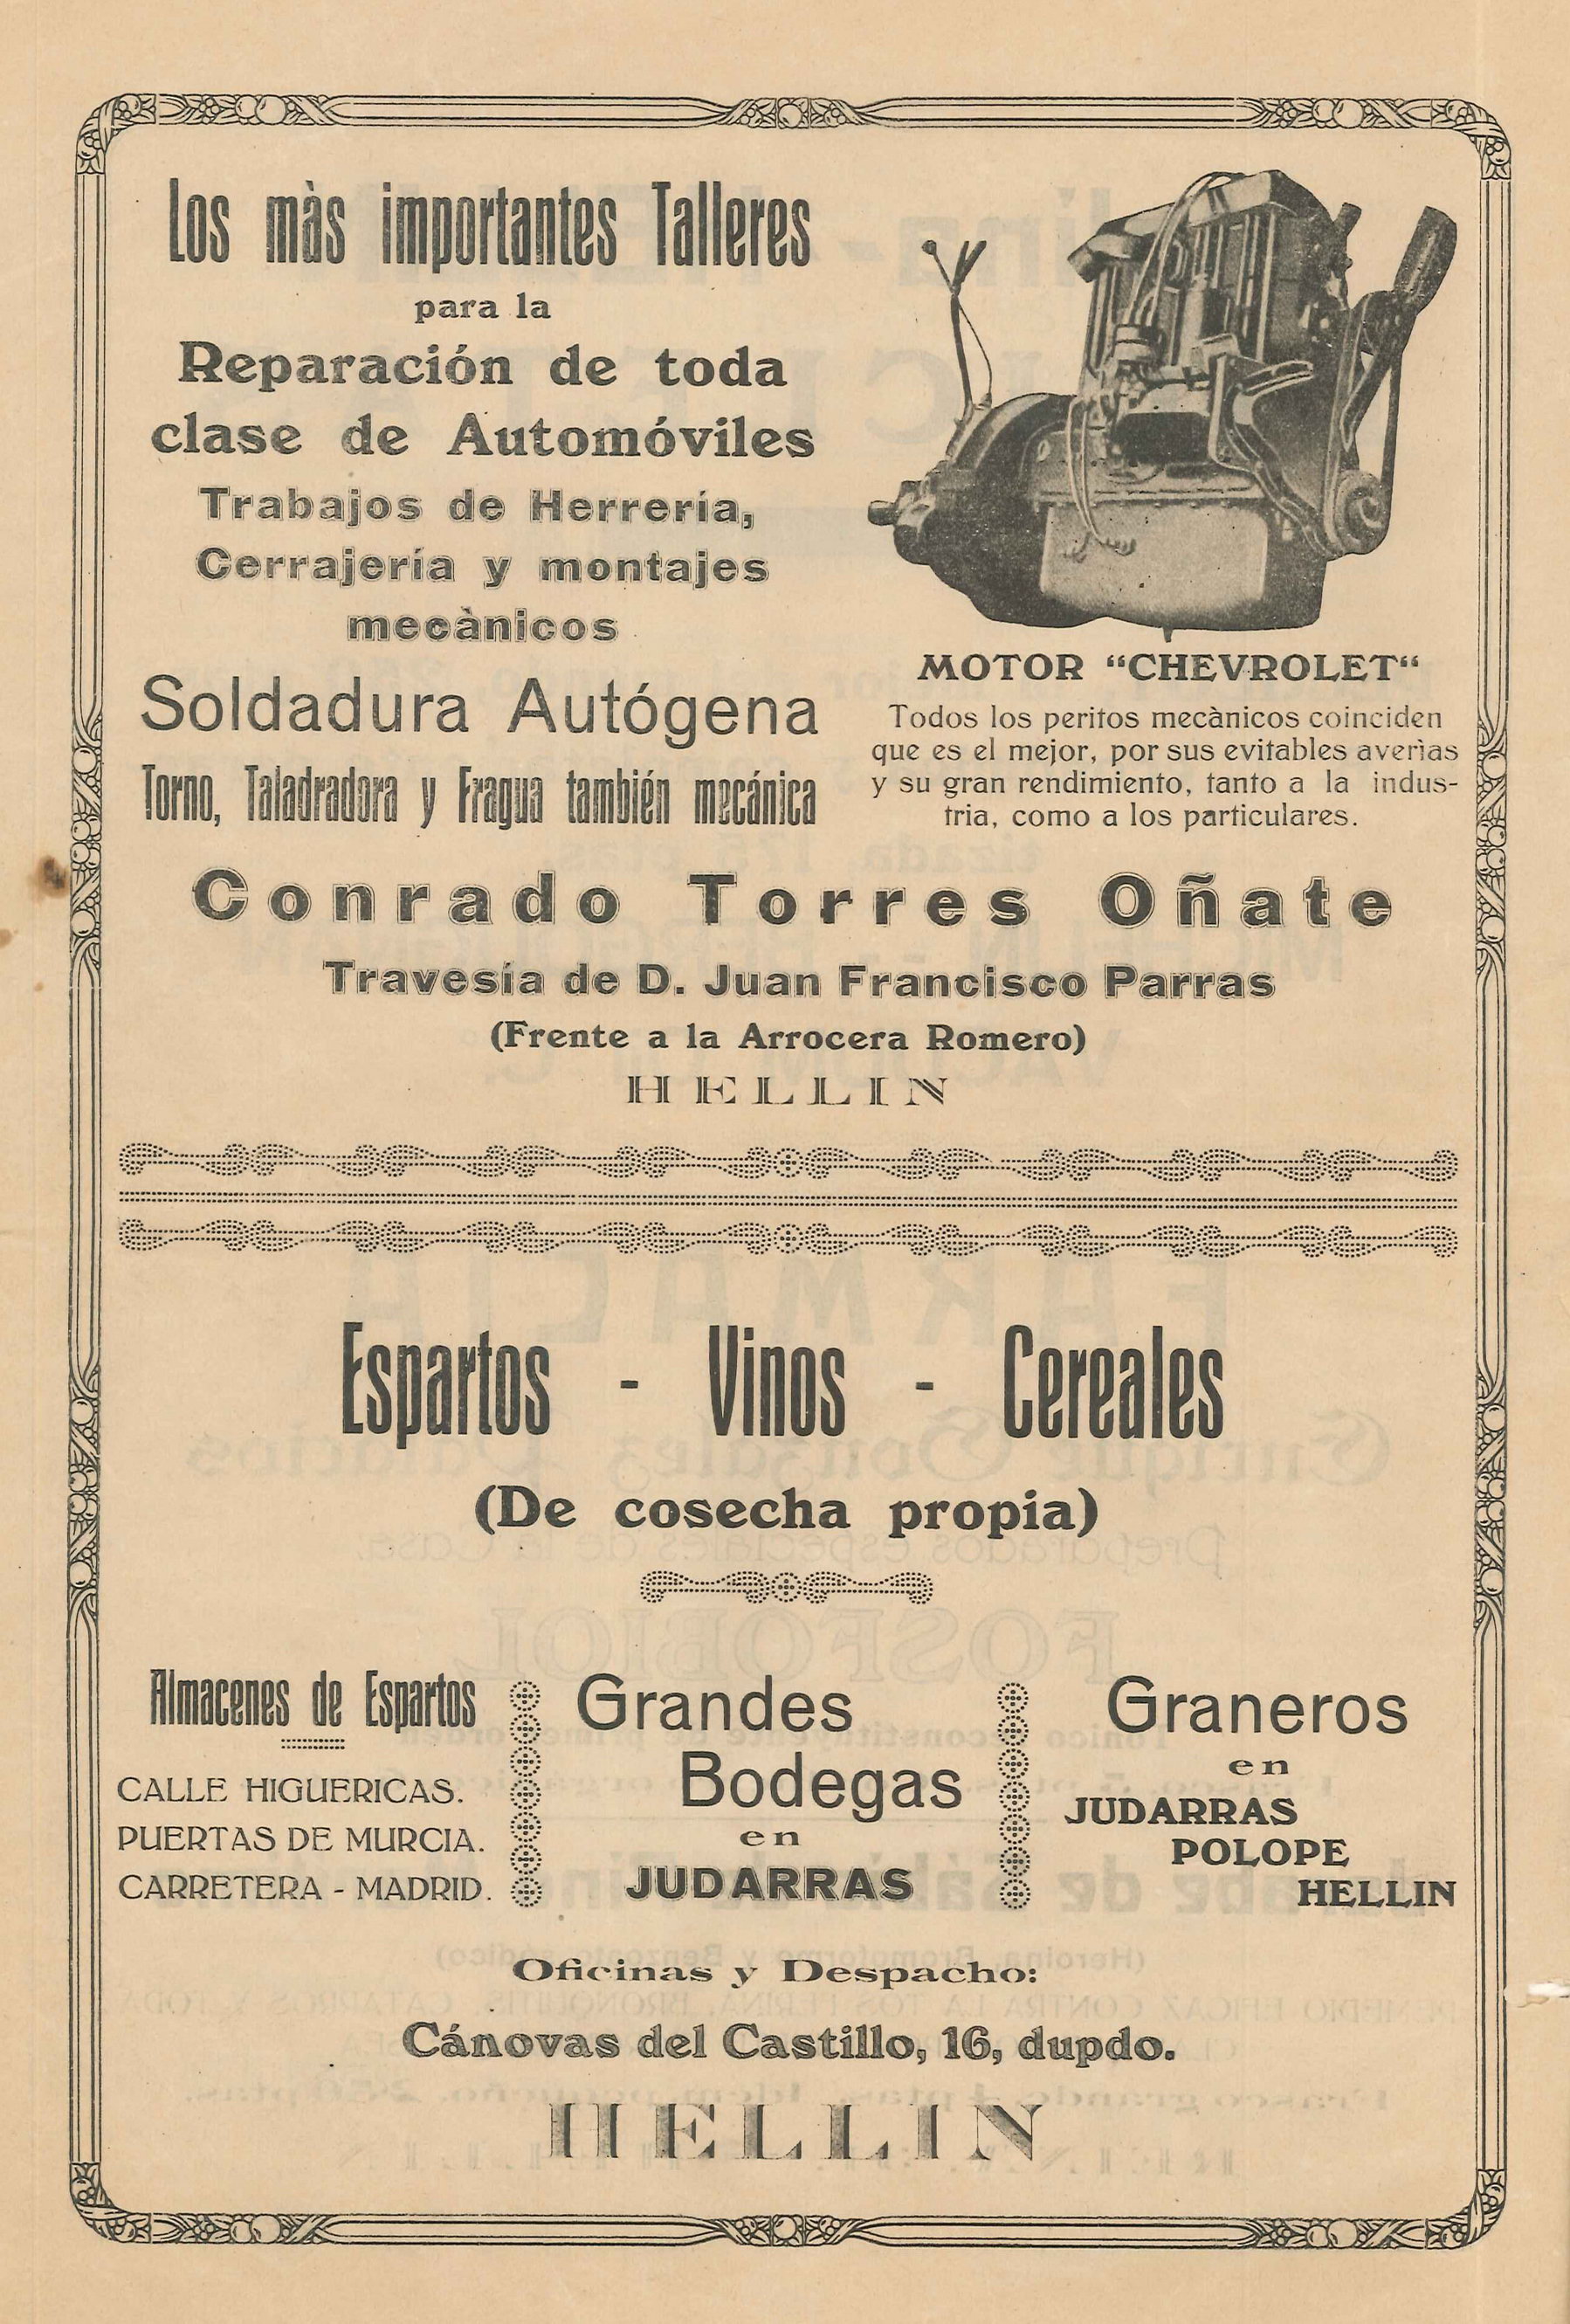 Los màs importantes Talleres
para la
Reparación de toda
clase de Automóviles
Trabajos de Herrería,
Cerrajería y montajes
mecànicos
Soldadura Autógena
Torno, Taladradora y Fragua también mecánica
MOTOR “CHEVROLET“
Todos los peritos mecànicos coinciden
que es el mejor, por sus evitables averìas
y su gran rendimiento, tanto a la indus-
tria, como a los particulares.
Conrado Torres Oñate
Travesía de D. Juan Francisco Parras
(Frente a la Arrocera Romero)
HELLIN
Espartos - Vinos - Cereales
(De cosecha propia)
Almacenes de Espartos
CALLE HIGUERICAS.
PUERTAS DE MURCIA.
CARRETERA - MADRID.
Grandes
Bodegas
en
JUDARRAS
Graneros
en
JUDARRAS
POLOPE
HELLIN
Oficinas y Despacho:
Cánovas del Castillo, 16, dupdo.
HELLIN